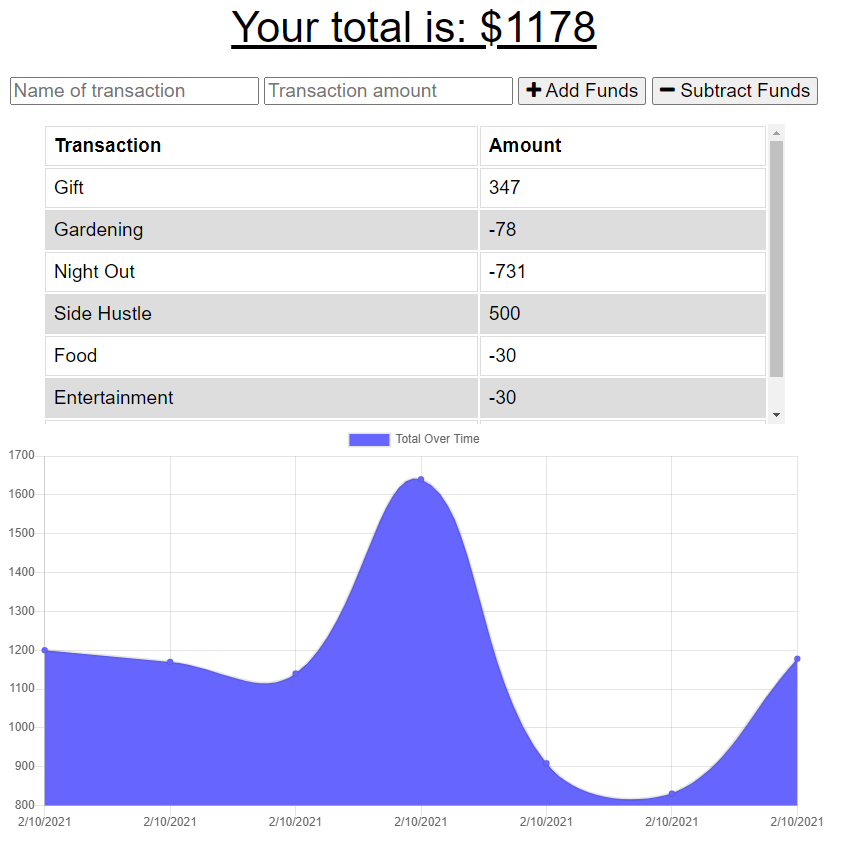 Your total is: $1178
Name of transaction Transaction amount Add Funds Subtract Funds
Transaction Amount
Gift 347
Gardening -78
Night Out -731
Side Hustle 500
Food -30
Entertainment -30
Total Over Time
1700
1600
1500
1400
1300
1200
1100
1000
900
800
2/10/2021 2/10/2021 2/10/2021 2/10/2021 2/10/2021 2/10/2021 2/10/2021